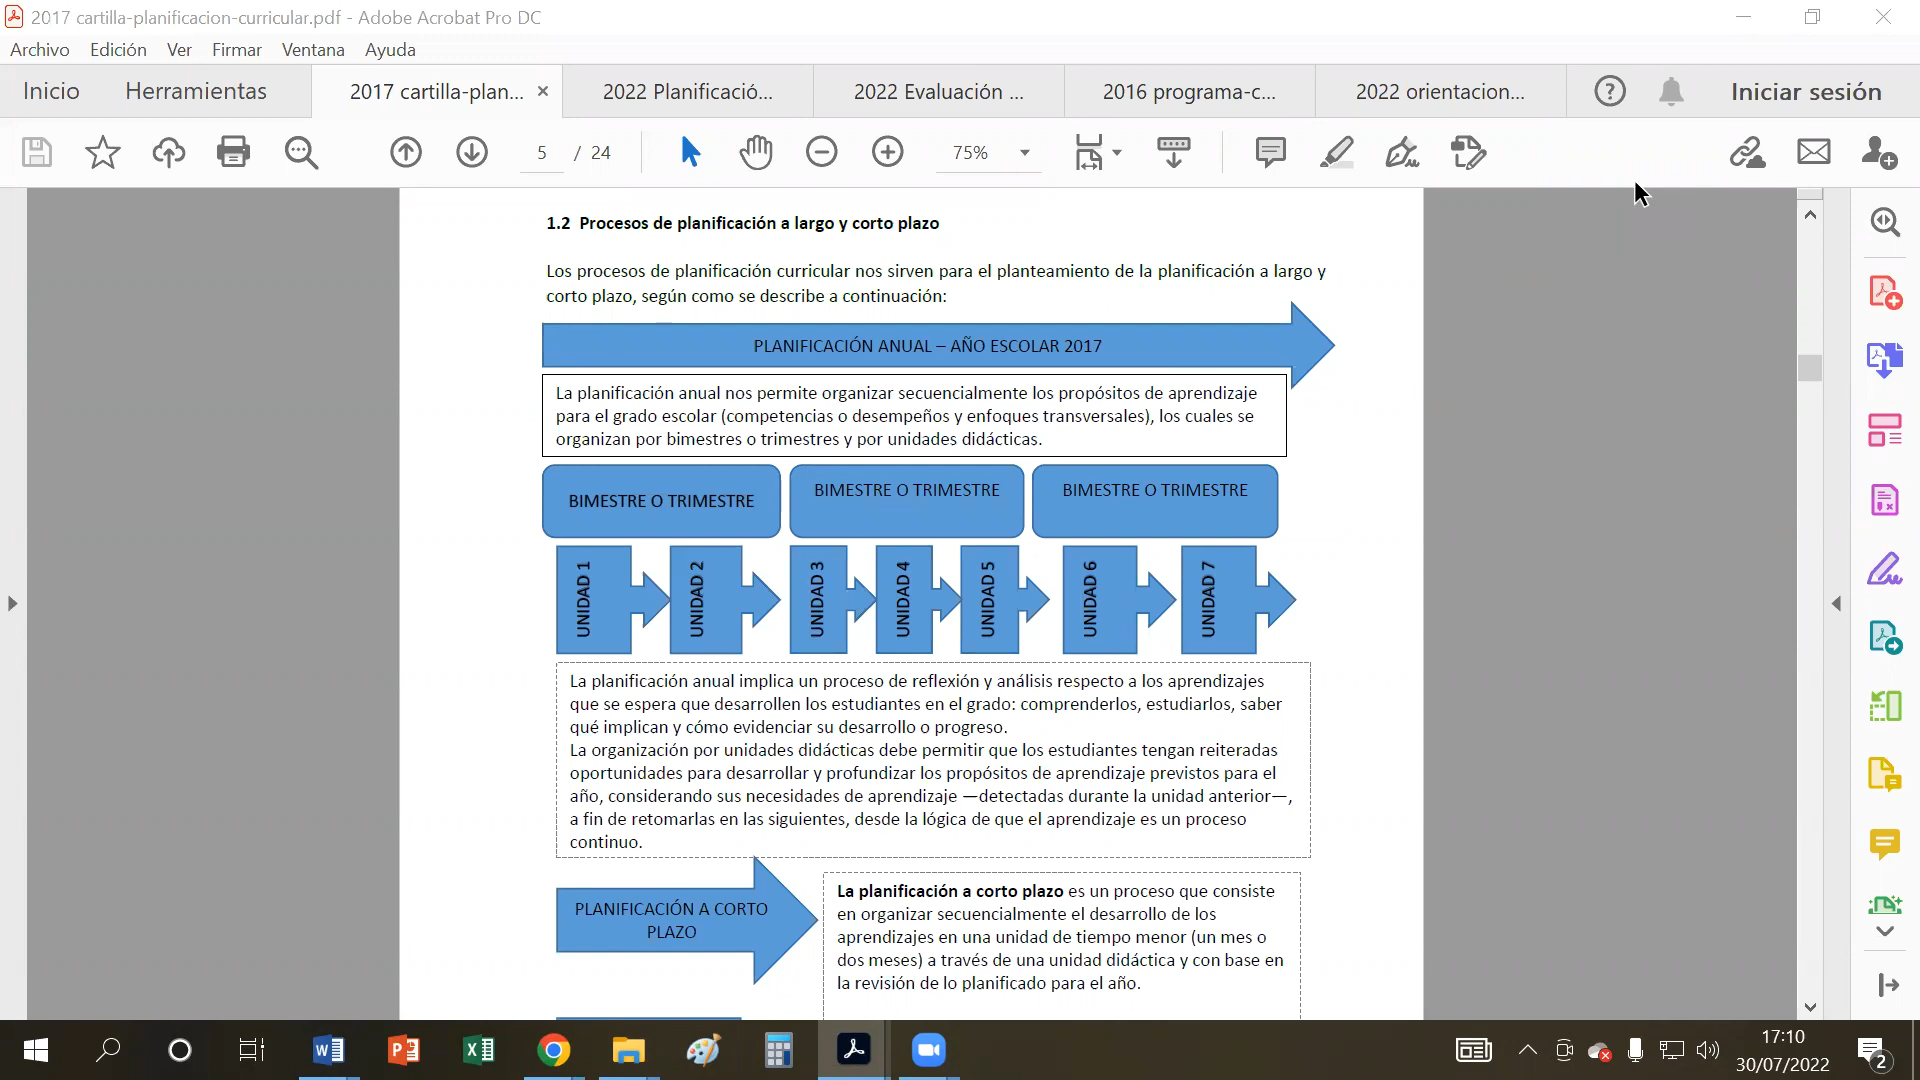 2017 cartilla-planificacion-curricular.pdf - Adobe Acrobat Pro DC
Archivo Edición Ver Firmar Ventana Ayuda
Inicio Herramientas 2017 cartilla-plan... × 2022 Planificació... 2022 Evaluación ... 2016 programa-c... 2022 orientacion... Iniciar sesión
5 / 24 75%
1.2 Procesos de planificación a largo y corto plazo
Los procesos de planificación curricular nos sirven para el planteamiento de la planificación a largo y
corto plazo, según como se describe a continuación:
PLANIFICACIÓN ANUAL – AÑO ESCOLAR 2017
La planificación anual nos permite organizar secuencialmente los propósitos de aprendizaje
para el grado escolar (competencias o desempeños y enfoques transversales), los cuales se
organizan por bimestres o trimestres y por unidades didácticas.
BIMESTRE O TRIMESTRE
BIMESTRE O TRIMESTRE
BIMESTRE O TRIMESTRE
UNIDAD 1
UNIDAD 2
UNIDAD 3
UNIDAD 4
UNIDAD 5
UNIDAD 6
UNIDAD 7
La planificación anual implica un proceso de reflexión y análisis respecto a los aprendizajes
que se espera que desarrollen los estudiantes en el grado: comprenderlos, estudiarlos, saber
qué implican y cómo evidenciar su desarrollo o progreso.
La organización por unidades didácticas debe permitir que los estudiantes tengan reiteradas
oportunidades para desarrollar y profundizar los propósitos de aprendizaje previstos para el
año, considerando sus necesidades de aprendizaje —detectadas durante la unidad anterior—,
a fin de retomarlas en las siguientes, desde la lógica de que el aprendizaje es un proceso
continuo.
PLANIFICACIÓN A CORTO
PLAZO
La planificación a corto plazo es un proceso que consiste
en organizar secuencialmente el desarrollo de los
aprendizajes en una unidad de tiempo menor (un mes o
dos meses) a través de una unidad didáctica y con base en
la revisión de lo planificado para el año.
17:10
30/07/2022
2